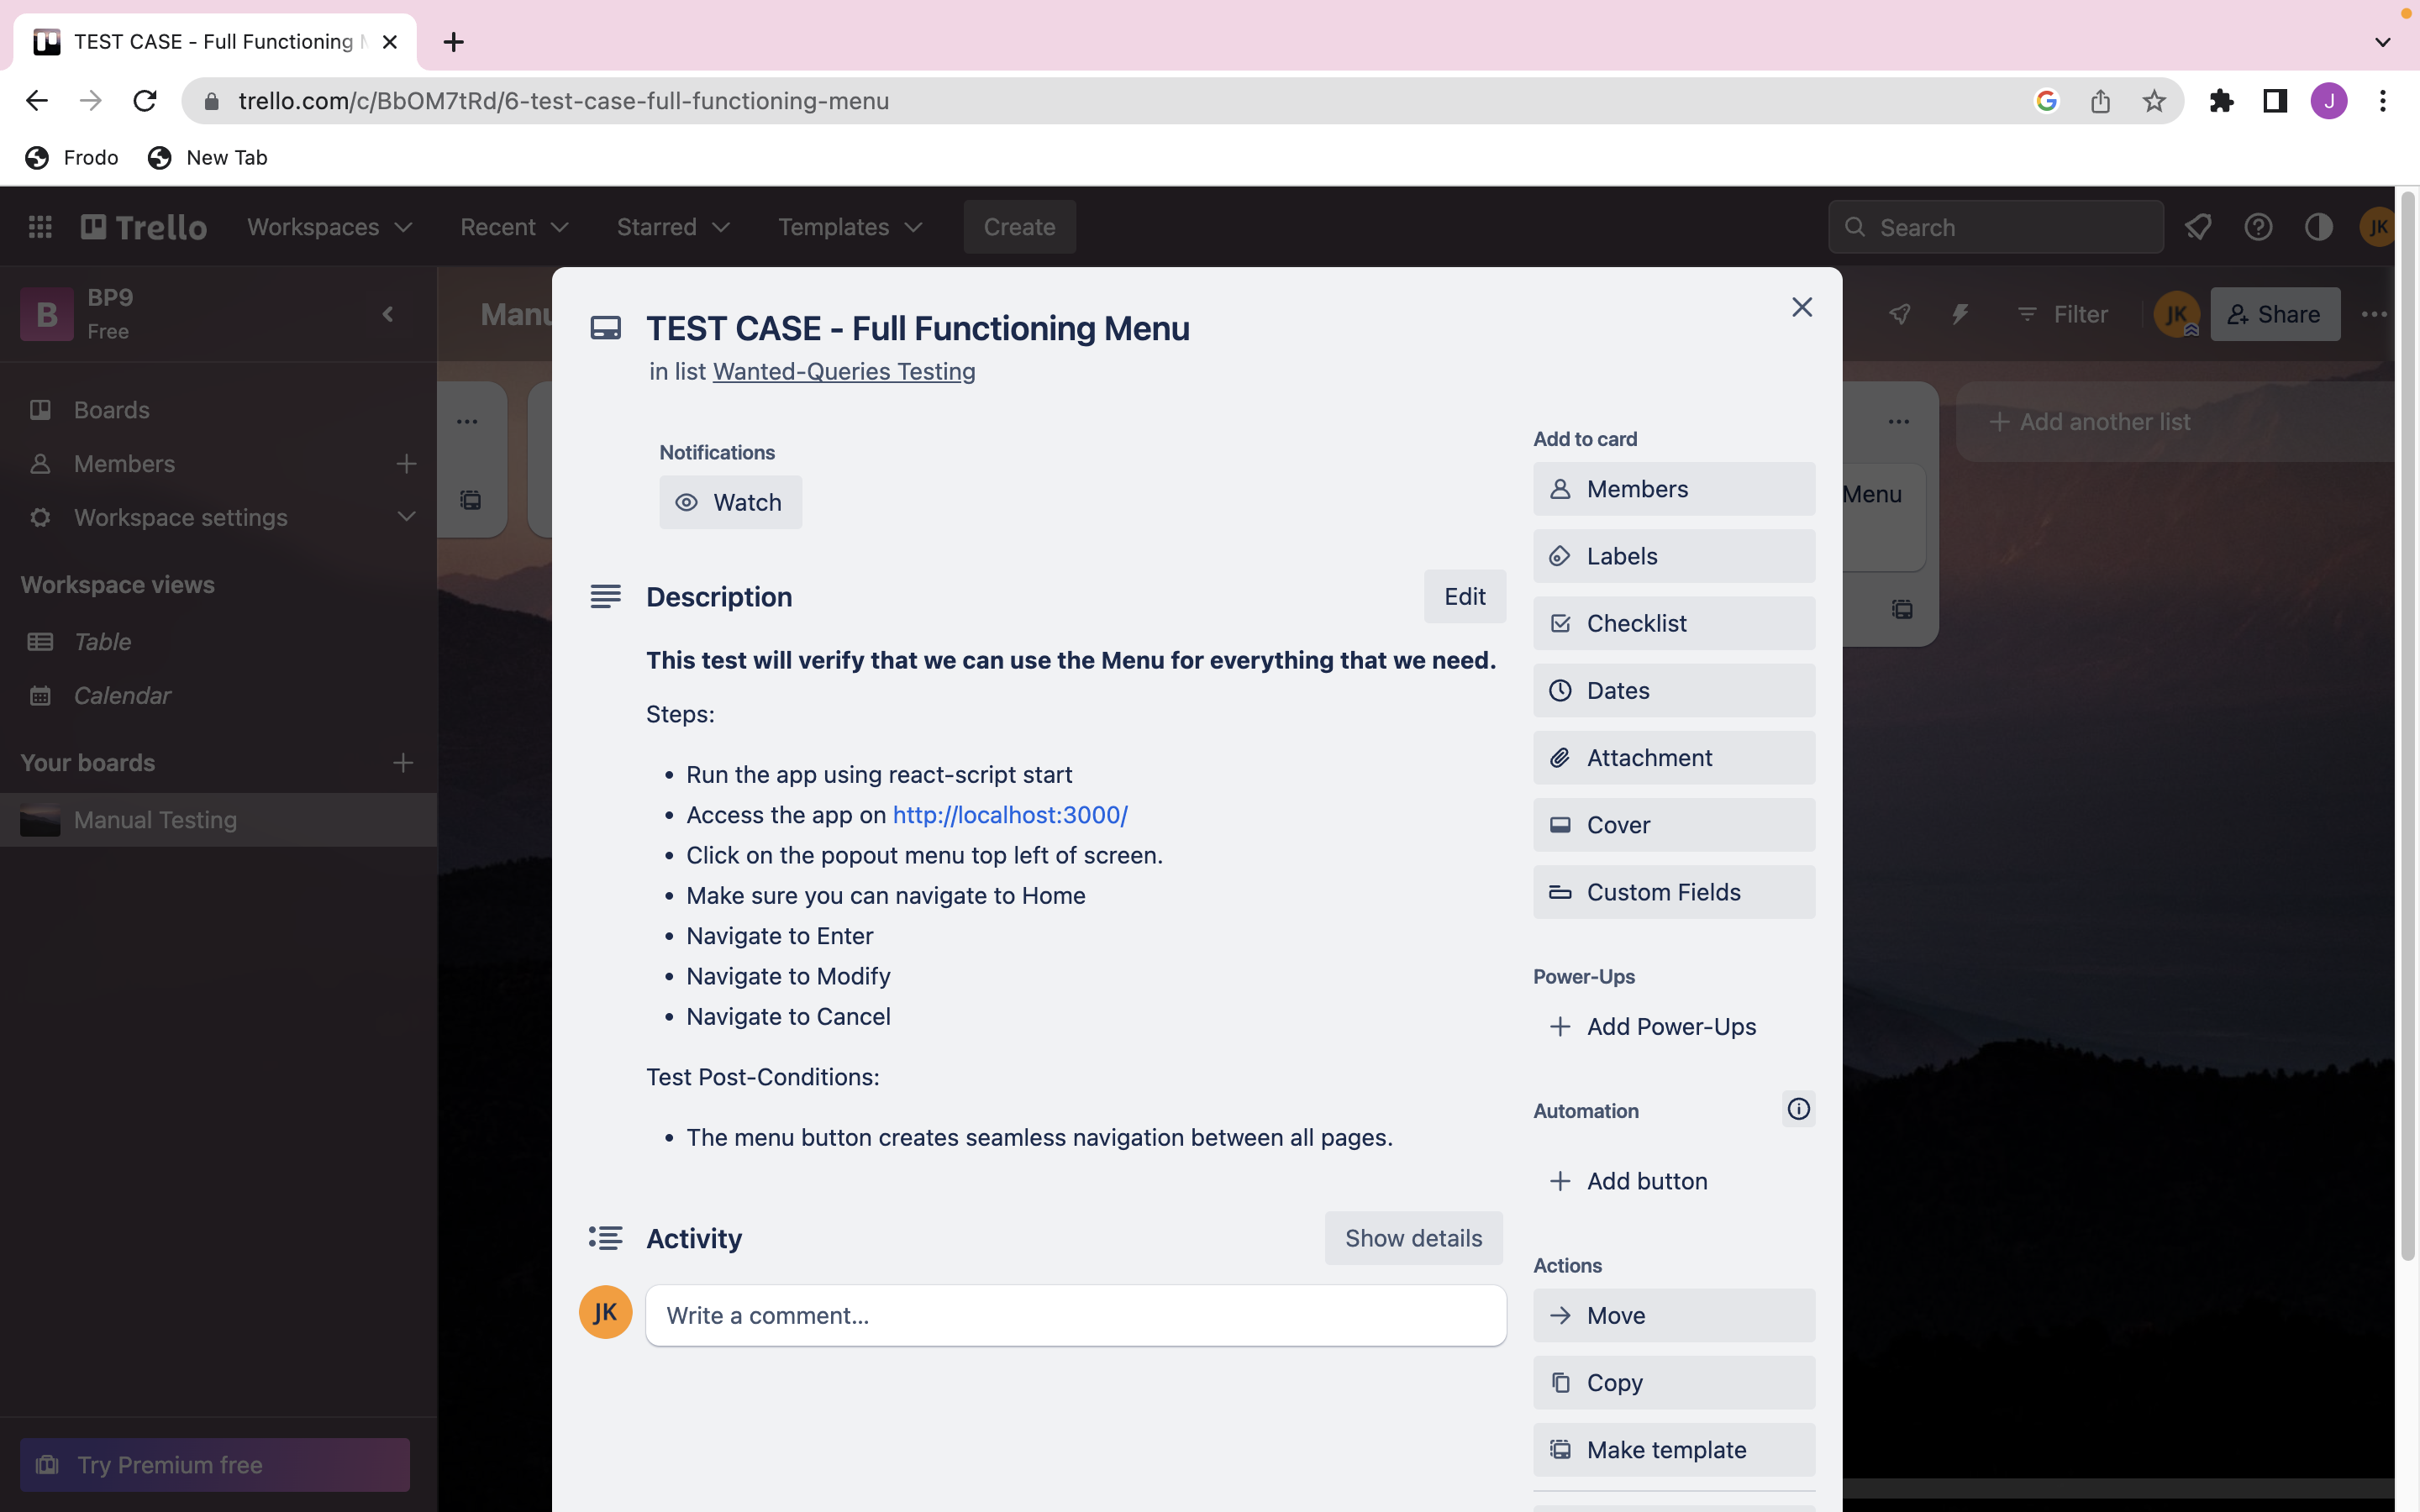 TEST CASE - Full Functioning
trello.com/c/BbOM7tRd/6-test-case-full-functioning-menu
J
Frodo
New Tab
Trello
Workspaces
Recent
Starred
Templates
Create
Search
JK
B
BP9
Free
Manu
Filter
JK
Share
Boards
Members
Workspace settings
Workspace views
Table
Calendar
Your boards
Manual Testing
Try Premium free
TEST CASE - Full Functioning Menu
in list Wanted-Queries Testing
Notifications
Watch
Description
Edit
This test will verify that we can use the Menu for everything that we need.
Steps:
• Run the app using react-script start
• Access the app on http://localhost:3000/
• Click on the popout menu top left of screen.
• Make sure you can navigate to Home
• Navigate to Enter
• Navigate to Modify
• Navigate to Cancel
Test Post-Conditions:
• The menu button creates seamless navigation between all pages.
Activity
Show details
JK
Write a comment…
Add to card
Members
Labels
Checklist
Dates
Attachment
Cover
Custom Fields
Power-Ups
Add Power-Ups
Automation
Add button
Actions
Move
Copy
Make template
Menu
Add another list